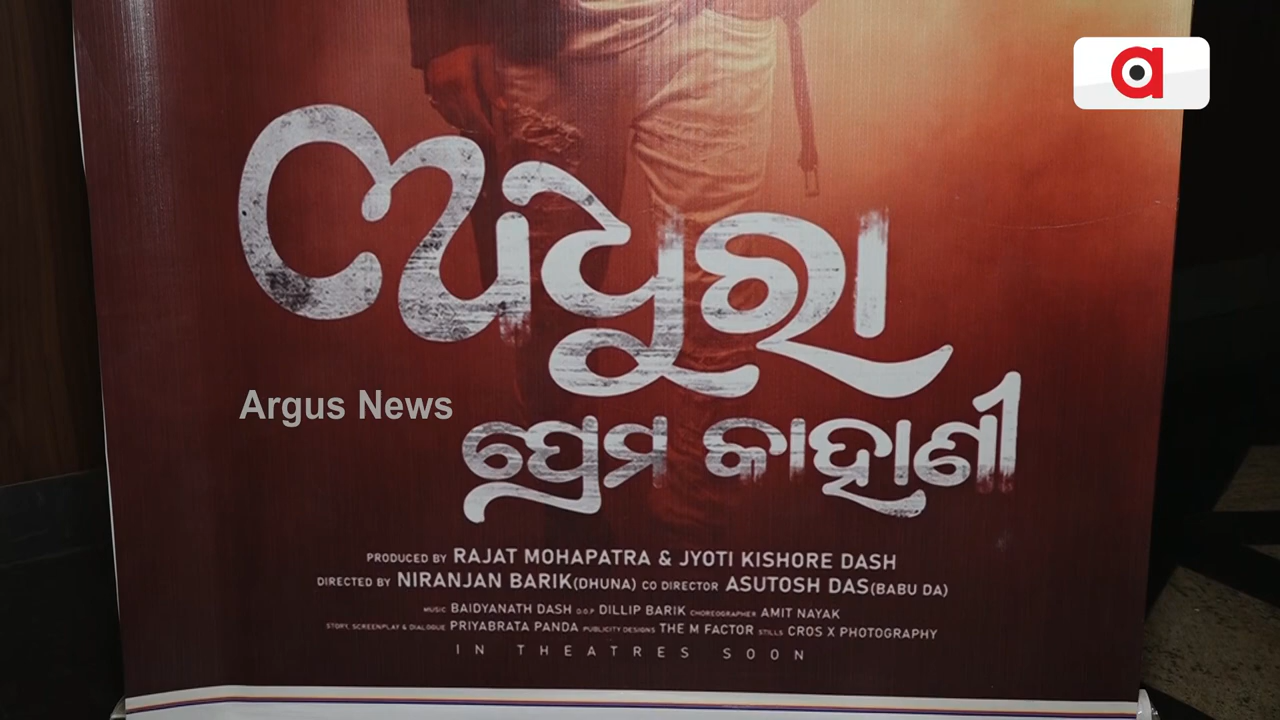 ଅଧୁରା
Argus News
ପ୍ରେମ କାହାଣୀ
PRODUCED BY RAJAT MOHAPATRA & JYOTI KISHORE DASH
DIRECTED BY NIRANJAN BARIK(DHUNA) CO DIRECTOR ASUTOSH DAS(BABU DA)
MUSIC BAIDYANATH DASH D.O.P DILLIP BARIK CHOREOGRAPHER AMIT NAYAK
STORY, SCREENPLAY & DIALOGUE PRIYABRATA PANDA PUBLICITY DESIGNS THE M FACTOR STILLS CROS X PHOTOGRAPHY
IN THEATRES SOON